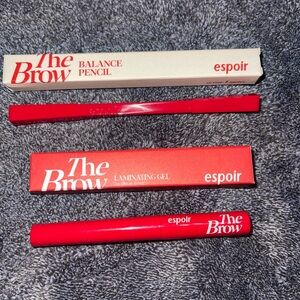 The
Brow
BALANCE
PENCIL
espoir
The
Brow
LAMINATING GEL
espoir
espoir
The
Brow